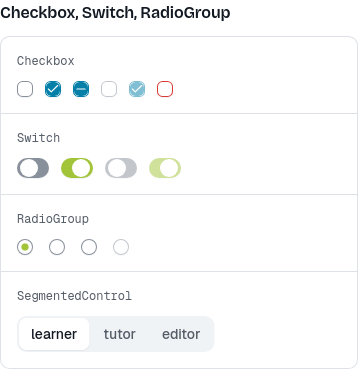 Checkbox, Switch, RadioGroup
Checkbox
Switch
RadioGroup
SegmentedControl
learner tutor editor